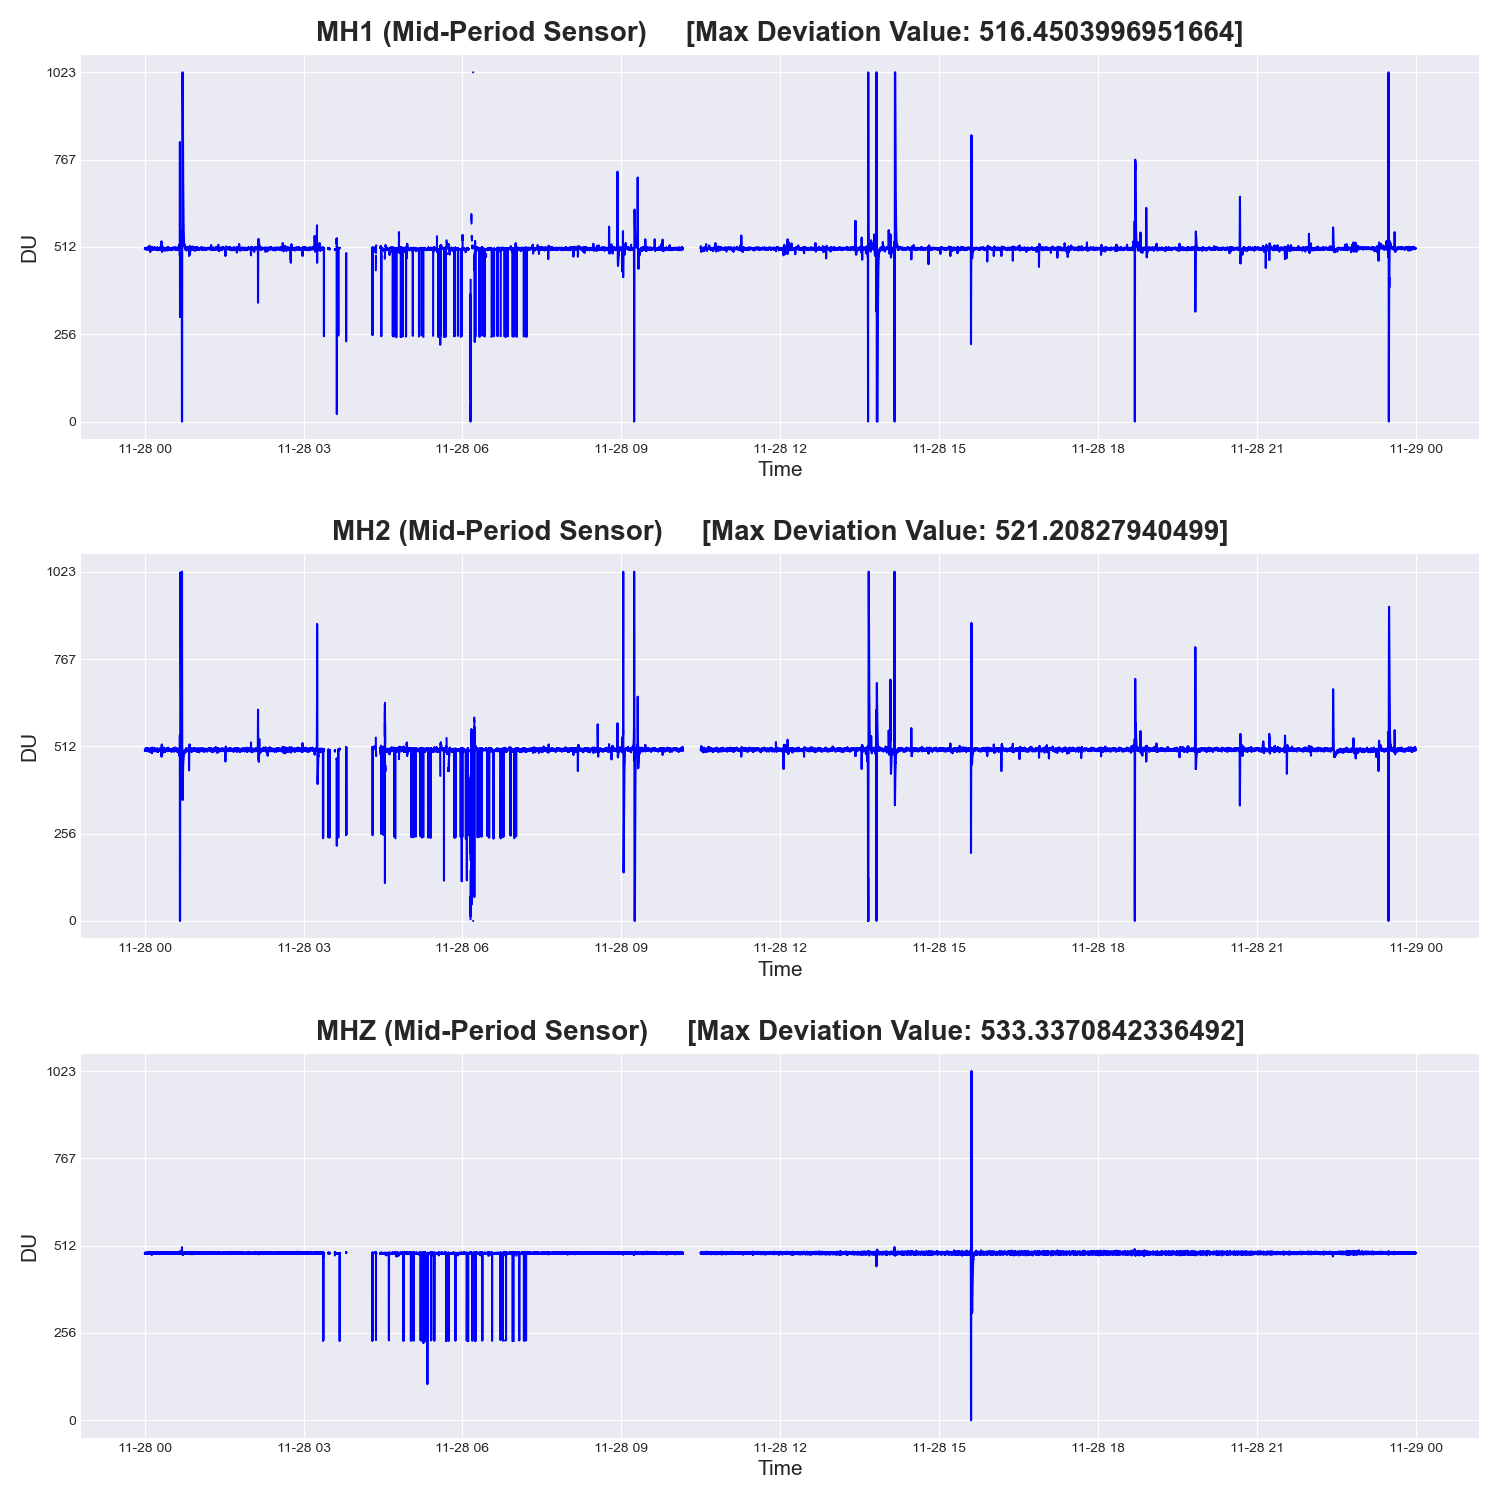 MH1 (Mid-Period Sensor) [Max Deviation Value: 516.4503996951664]
1023
767
512
256
0
DU
11-28 00 11-28 03 11-28 06 11-28 09 11-28 12 11-28 15 11-28 18 11-28 21 11-29 00
Time
MH2 (Mid-Period Sensor) [Max Deviation Value: 521.20827940499]
1023
767
512
256
0
DU
11-28 00 11-28 03 11-28 06 11-28 09 11-28 12 11-28 15 11-28 18 11-28 21 11-29 00
Time
MHZ (Mid-Period Sensor) [Max Deviation Value: 533.3370842336492]
1023
767
512
256
0
DU
11-28 00 11-28 03 11-28 06 11-28 09 11-28 12 11-28 15 11-28 18 11-28 21 11-29 00
Time